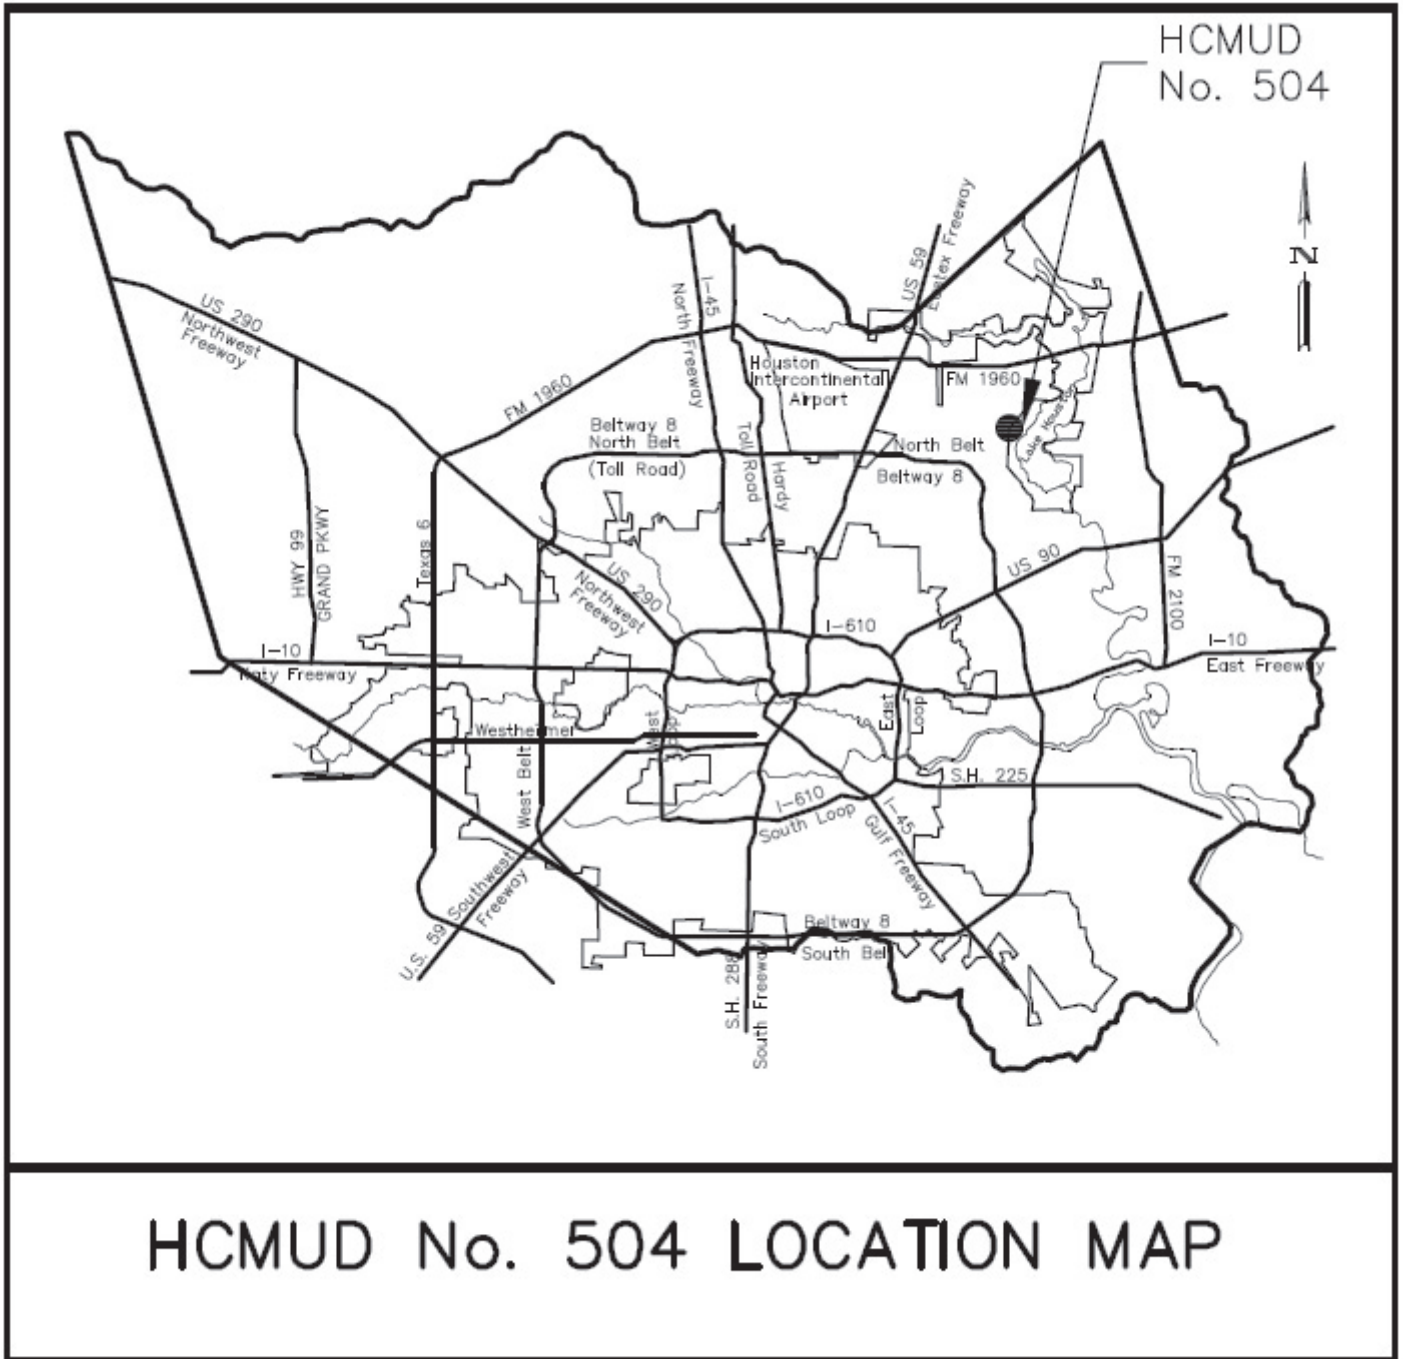 HCMUD
No. 504
N
US 59
Eastex Freeway
I-45
North Freeway
US 290
Northwest
Freeway
FM 1960
Houston
Intercontinental
Airport
FM 1960
Lake Houston
Beltway 8
North Belt
(Toll Road)
Toll Road
Hardy
North Belt
Beltway 8
HWY 99
GRAND PKWY
Texas 6
US 290
Northwest
Freeway
US 90
FM 2100
I-610
I-10
Katy Freeway
I-10
East Freeway
Westheimer
West
Loop
East
Loop
West Belt
S.H. 225
I-610
South Loop
I-45
Gulf Freeway
U.S. 59
Southwest
Freeway
Beltway 8
South Bel
S.H. 288
South Freeway
HCMUD No. 504 LOCATION MAP